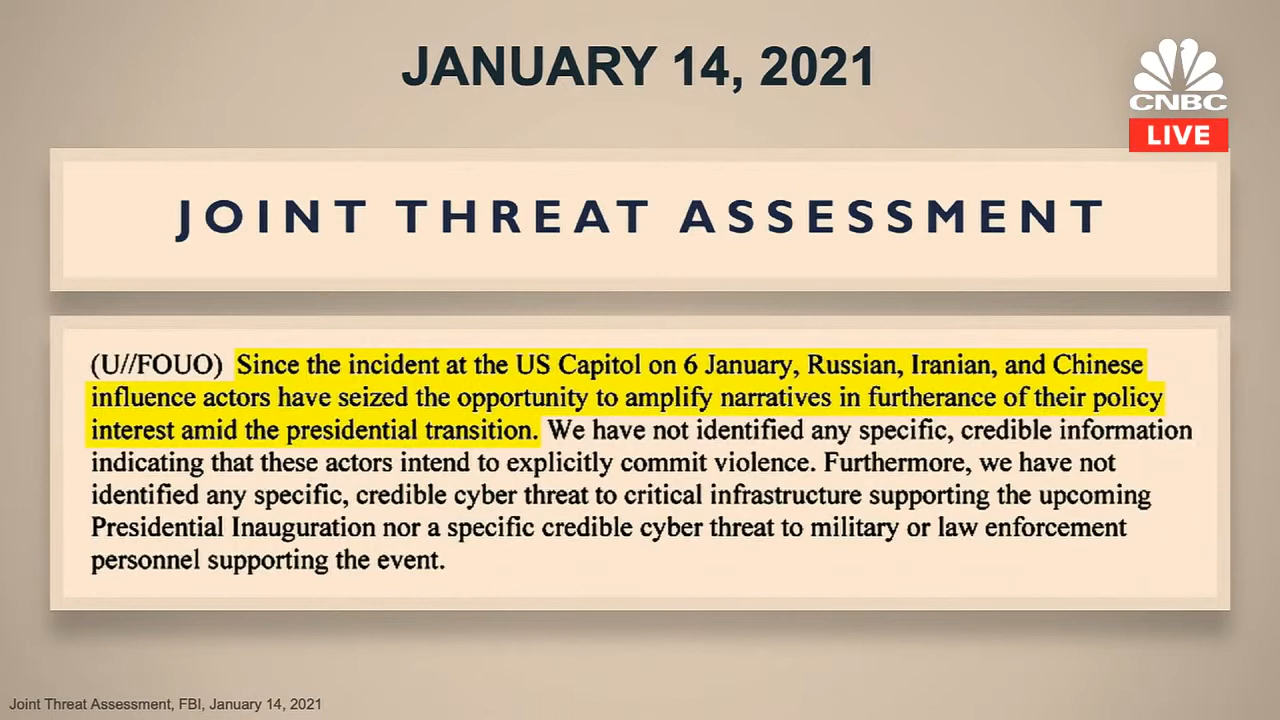 JANUARY 14, 2021
CNBC
LIVE
JOINT THREAT ASSESSMENT
(U//FOUO) Since the incident at the US Capitol on 6 January, Russian, Iranian, and Chinese
influence actors have seized the opportunity to amplify narratives in furtherance of their policy
interest amid the presidential transition. We have not identified any specific, credible information
indicating that these actors intend to explicitly commit violence. Furthermore, we have not
identified any specific, credible cyber threat to critical infrastructure supporting the upcoming
Presidential Inauguration nor a specific credible cyber threat to military or law enforcement
personnel supporting the event.
Joint Threat Assessment, FBI, January 14, 2021